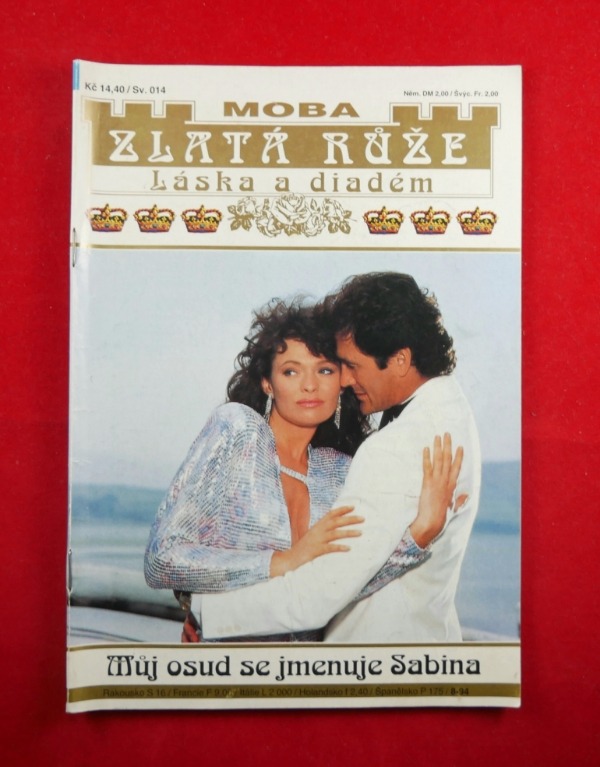 Kč 14,40 / Sv. 014
Něm. DM 2,00 / Švýc. Fr. 2,00
MOBA
ZLATÁ RŮŽE
Láska a diadém
Můj osud se jmenuje Sabina
Rakousko S 16 / Francie F 9,00 / Itálie L 2 000 / Holandsko f 2,40 / Španělsko P 175 / 8-94